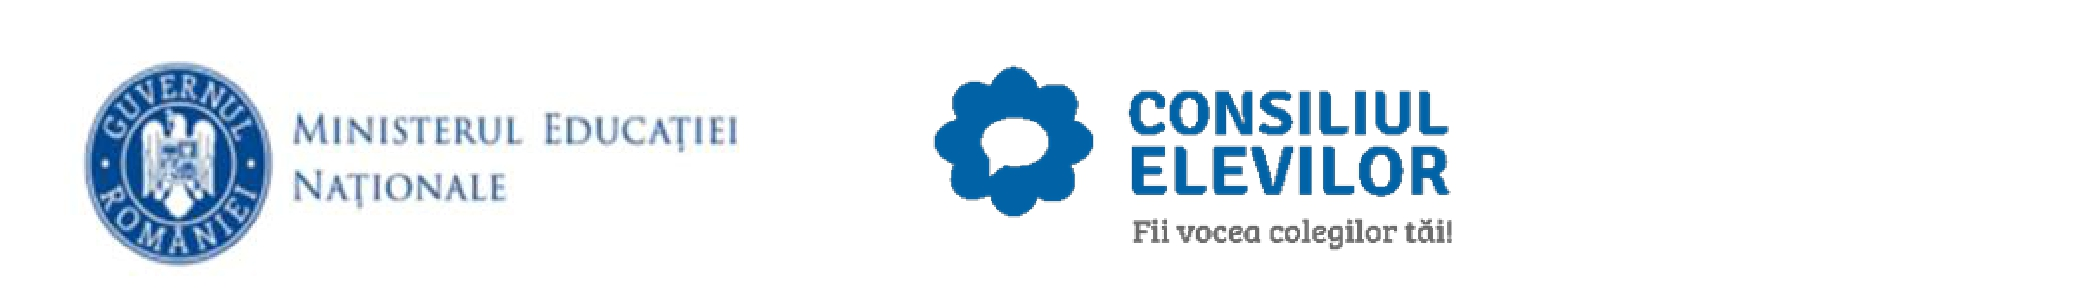 GUVERNUL ROMÂNIEI
MINISTERUL EDUCAȚIEI
NAȚIONALE
CONSILIUL
ELEVILOR
Fii vocea colegilor tăi!